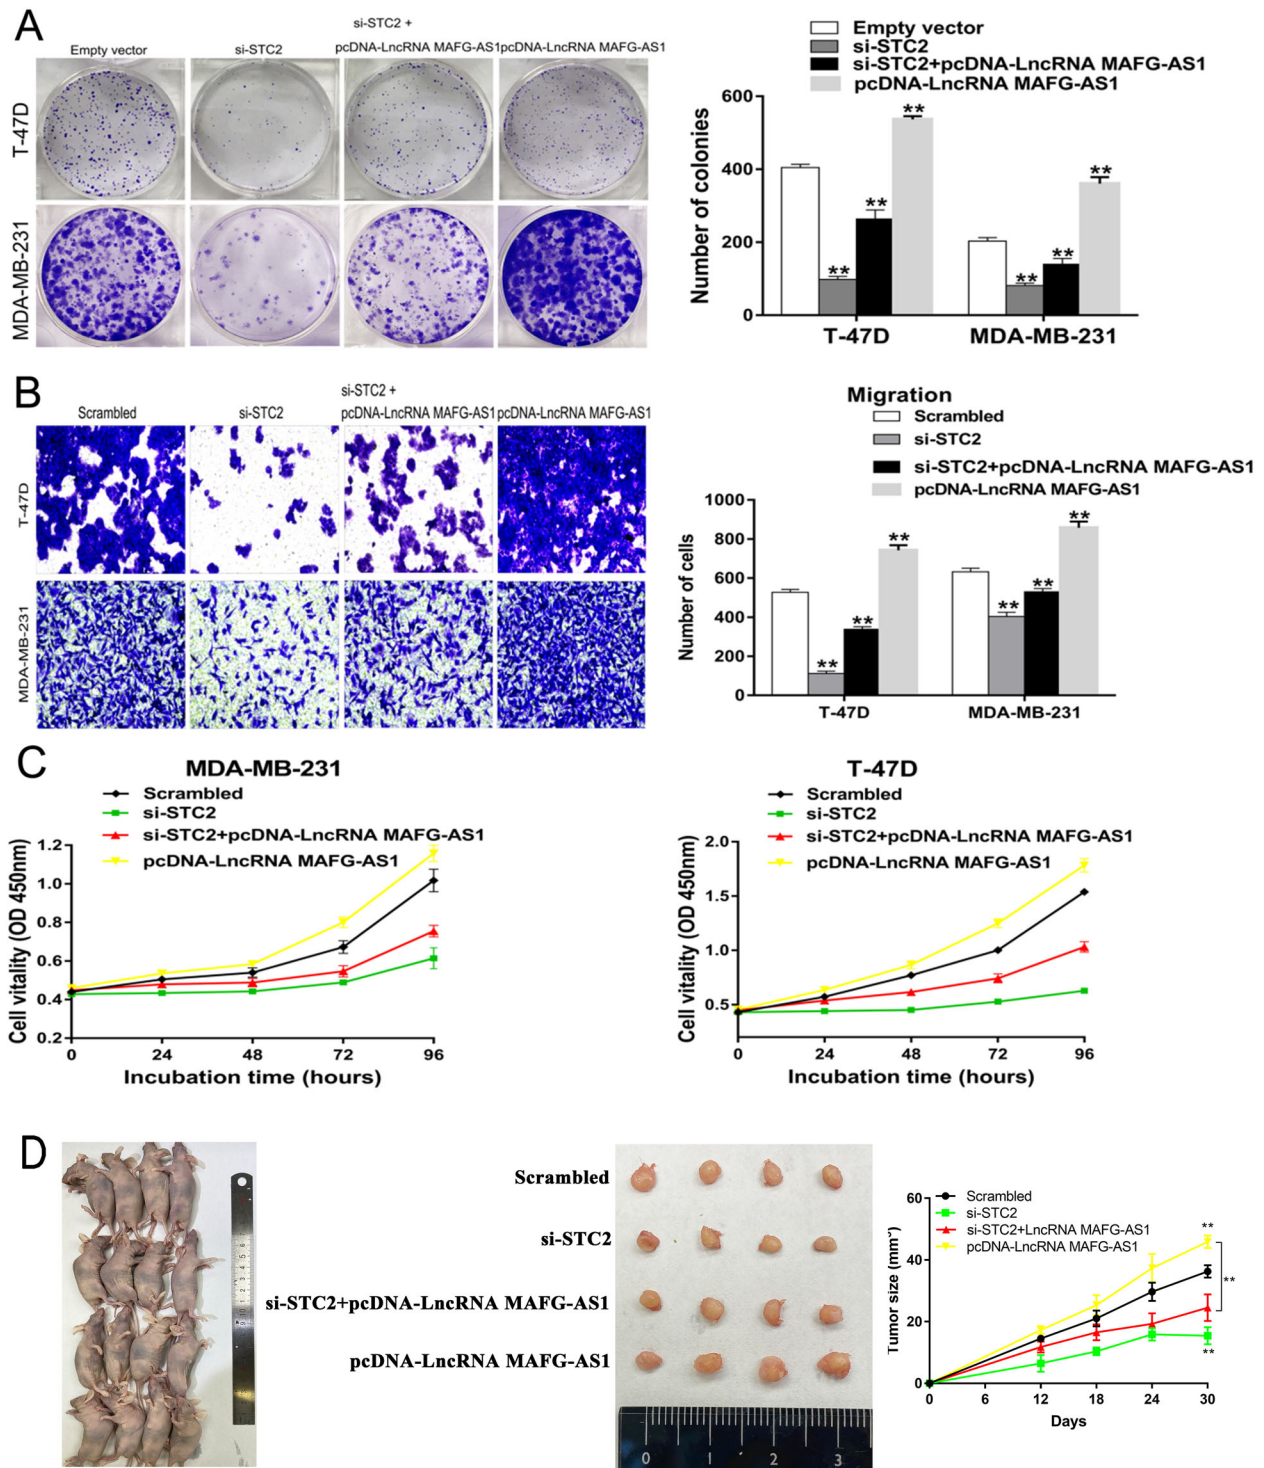 A
Empty vector
si-STC2
si-STC2 +
pcDNA-LncRNA MAFG-AS1
pcDNA-LncRNA MAFG-AS1
T-47D
MDA-MB-231
Empty vector
si-STC2
si-STC2+pcDNA-LncRNA MAFG-AS1
pcDNA-LncRNA MAFG-AS1
Number of colonies
600
400
200
0
** ** ** ** ** **
T-47D MDA-MB-231
B
Scrambled
si-STC2
si-STC2 +
pcDNA-LncRNA MAFG-AS1
pcDNA-LncRNA MAFG-AS1
T-47D
MDA-MB-231
Migration
Scrambled
si-STC2
si-STC2+pcDNA-LncRNA MAFG-AS1
pcDNA-LncRNA MAFG-AS1
Number of cells
1000
800
600
400
200
0
** ** ** ** ** **
T-47D MDA-MB-231
C
MDA-MB-231
Scrambled
si-STC2
si-STC2+pcDNA-LncRNA MAFG-AS1
pcDNA-LncRNA MAFG-AS1
Cell vitality (OD 450nm)
1.2
1.0
0.8
0.6
0.4
0.2
0 24 48 72 96
Incubation time (hours)
T-47D
Scrambled
si-STC2
si-STC2+pcDNA-LncRNA MAFG-AS1
pcDNA-LncRNA MAFG-AS1
Cell vitality (OD 450nm)
2.0
1.5
1.0
0.5
0 24 48 72 96
Incubation time (hours)
D
Scrambled
si-STC2
si-STC2+pcDNA-LncRNA MAFG-AS1
pcDNA-LncRNA MAFG-AS1
0 1 2 3
Scrambled
si-STC2
si-STC2+LncRNA MAFG-AS1
pcDNA-LncRNA MAFG-AS1
Tumor size (mm³)
60
40
20
0
**
**
**
0 6 12 18 24 30
Days